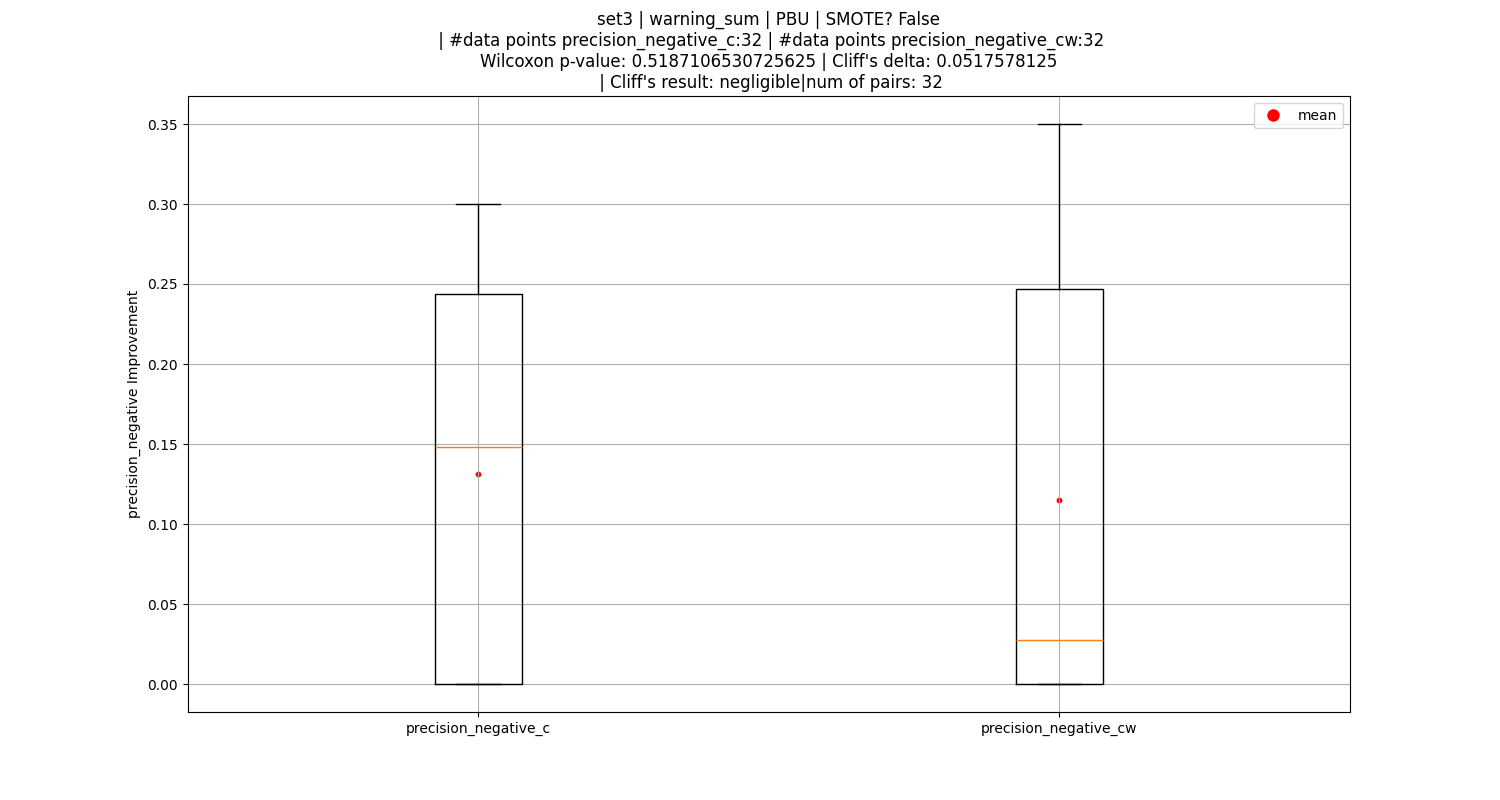 set3 | warning_sum | PBU | SMOTE? False
| #data points precision_negative_c:32 | #data points precision_negative_cw:32
Wilcoxon p-value: 0.5187106530725625 | Cliff's delta: 0.0517578125
| Cliff's result: negligible|num of pairs: 32
mean
0.35
0.30
0.25
0.20
0.15
0.10
0.05
0.00
precision_negative Improvement
precision_negative_c
precision_negative_cw